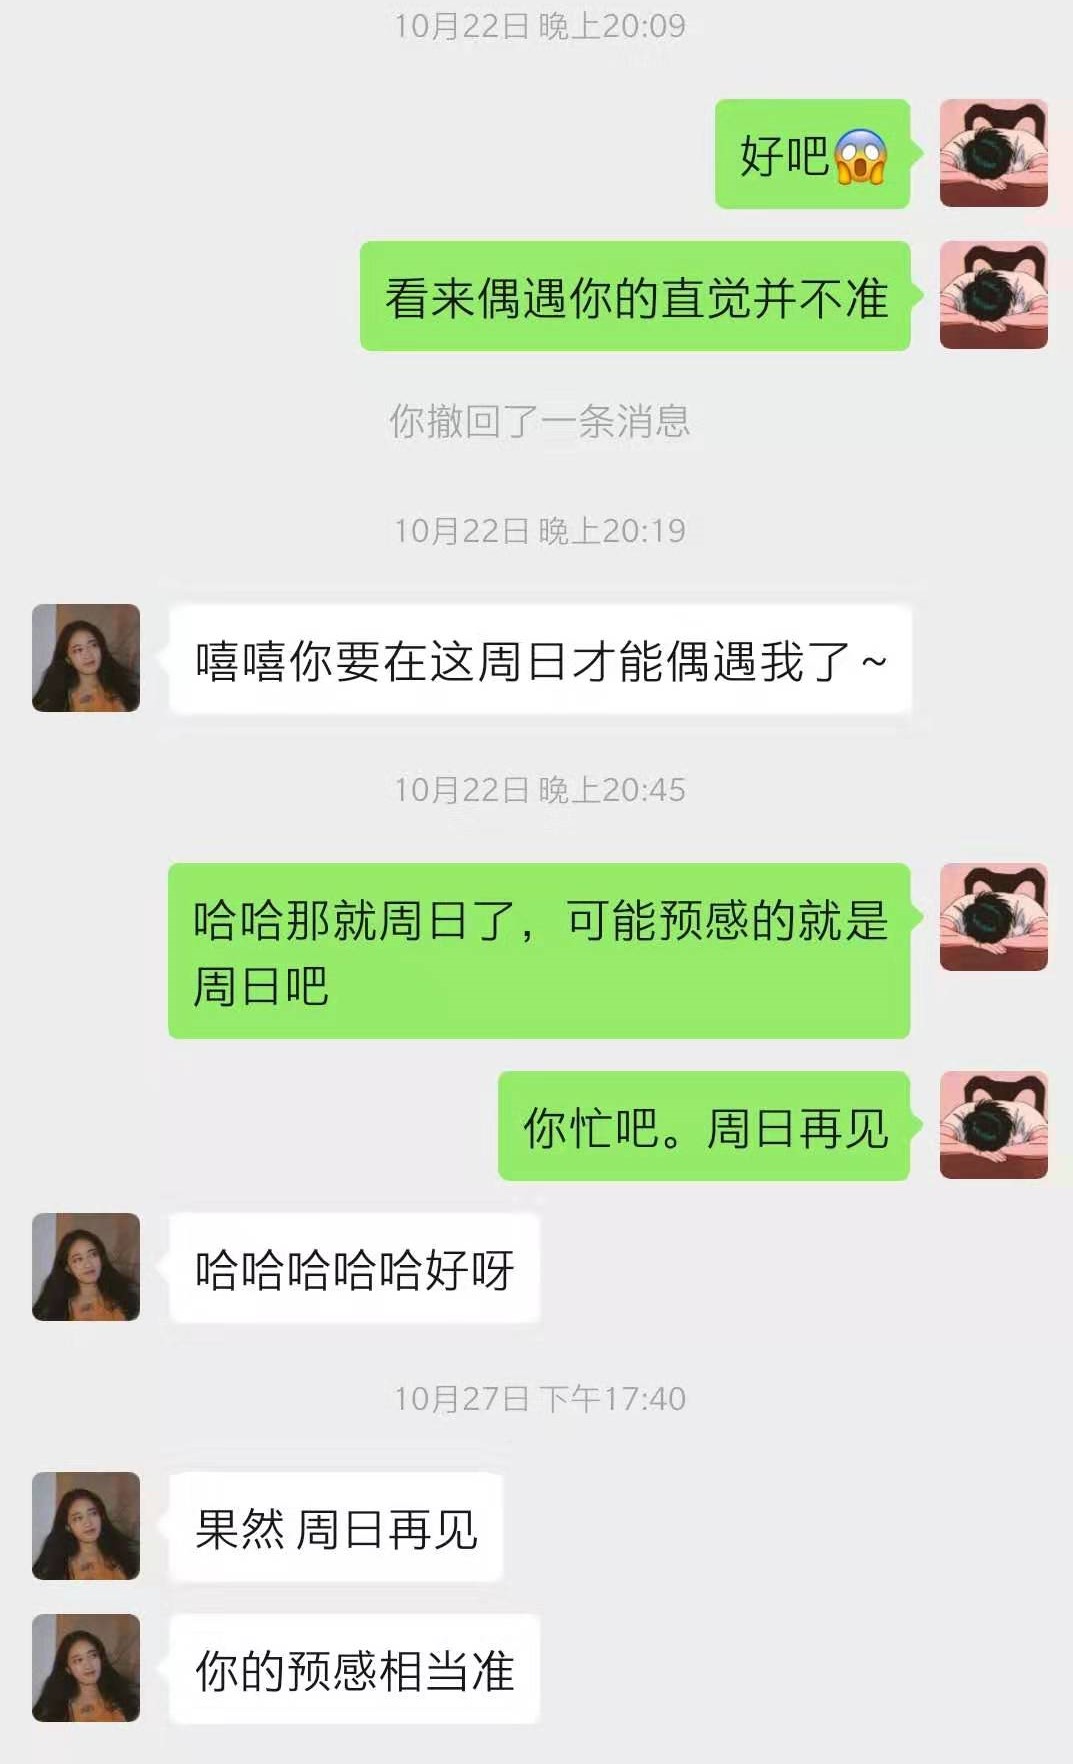 10月22日 晚上20:09
好吧😱
看来偶遇你的直觉并不准
你撤回了一条消息
10月22日 晚上20:19
嘻嘻你要在这周日才能偶遇我了~
10月22日 晚上20:45
哈哈那就周日了，可能预感的就是
周日吧
你忙吧。周日再见
哈哈哈哈哈好呀
10月27日 下午17:40
果然 周日再见
你的预感相当准